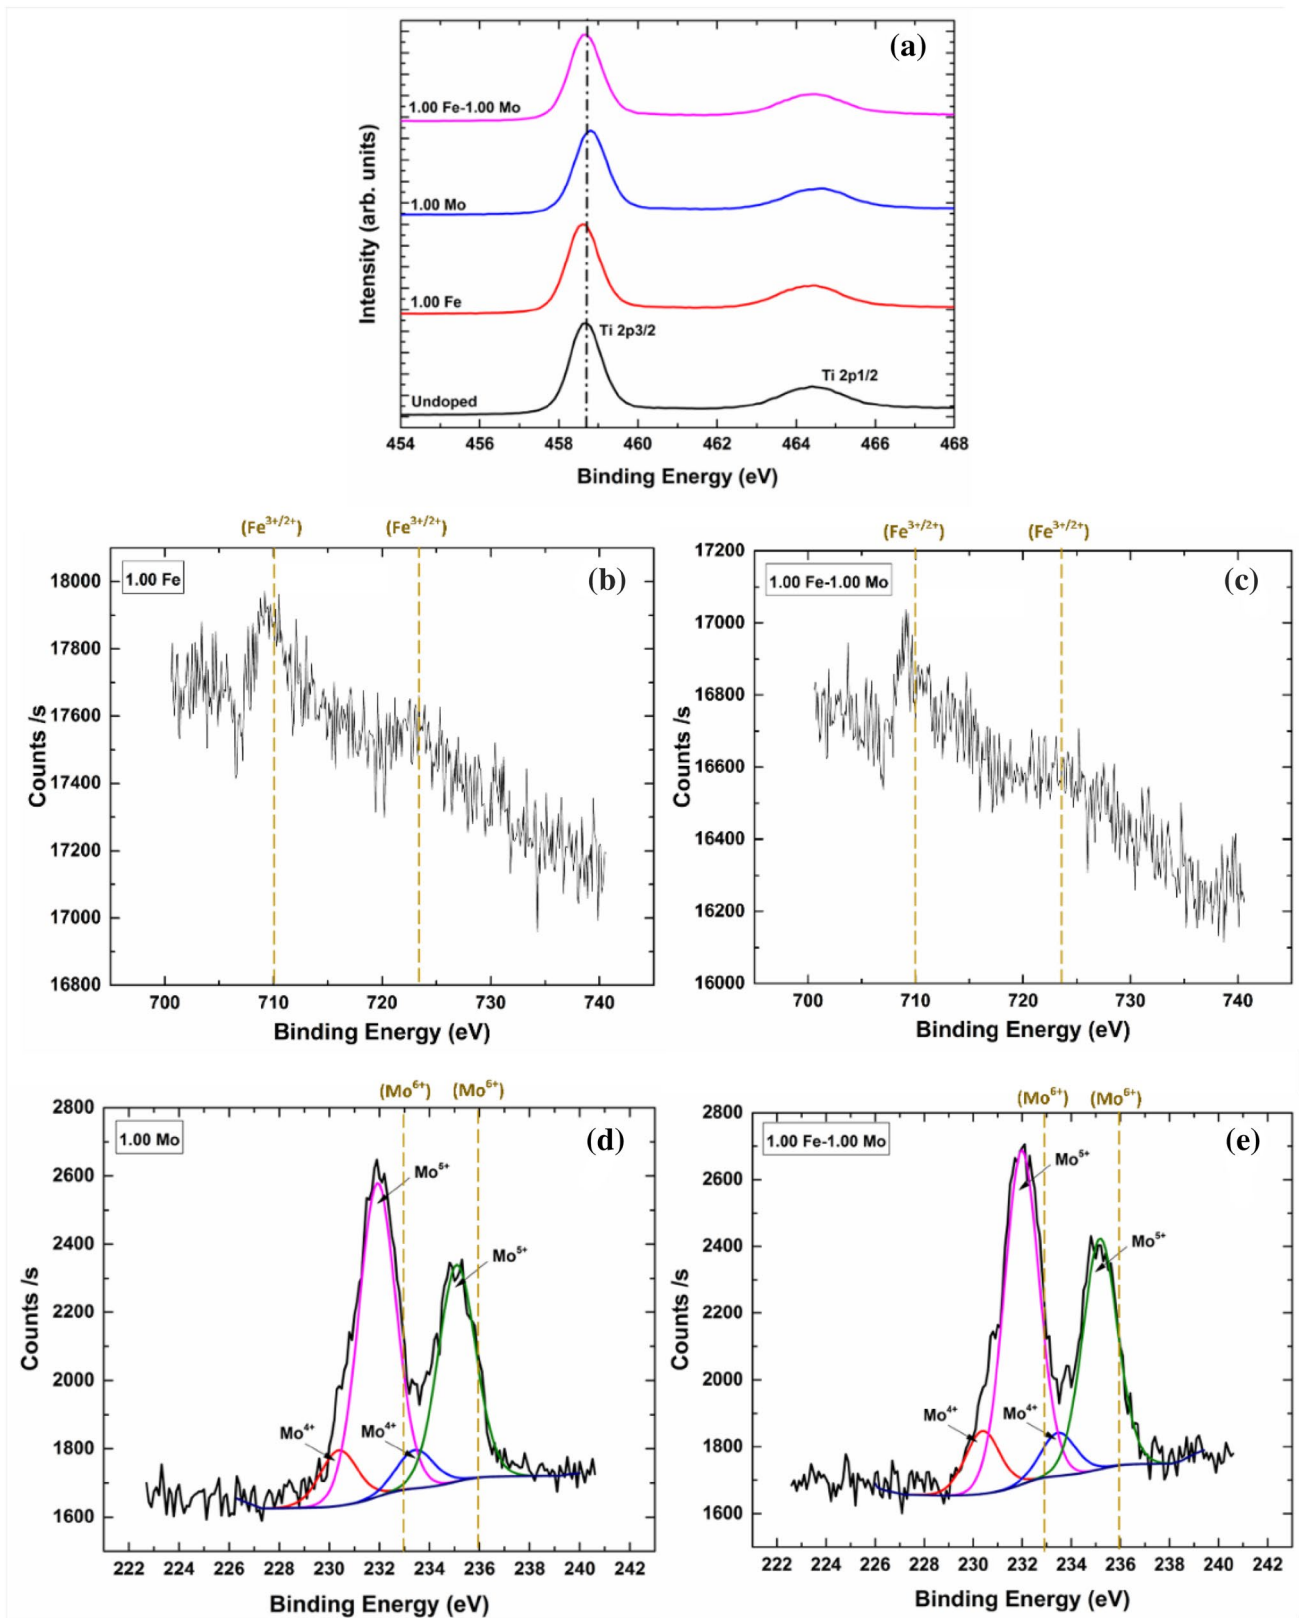 (a)
1.00 Fe-1.00 Mo
1.00 Mo
1.00 Fe
Ti 2p3/2
Ti 2p1/2
Undoped
Intensity (arb. units)
454 456 458 460 462 464 466 468
Binding Energy (eV)
(Fe³⁺/²⁺) (Fe³⁺/²⁺)
1.00 Fe
(b)
18000
17800
17600
17400
17200
17000
16800
Counts /s
700 710 720 730 740
Binding Energy (eV)
(Fe³⁺/²⁺) (Fe³⁺/²⁺)
1.00 Fe-1.00 Mo
(c)
17200
17000
16800
16600
16400
16200
16000
Counts /s
700 710 720 730 740
Binding Energy (eV)
(Mo⁶⁺) (Mo⁶⁺)
1.00 Mo
(d)
Mo⁵⁺
Mo⁵⁺
Mo⁴⁺
Mo⁴⁺
2800
2600
2400
2200
2000
1800
1600
Counts /s
222 224 226 228 230 232 234 236 238 240 242
Binding Energy (eV)
(Mo⁶⁺) (Mo⁶⁺)
1.00 Fe-1.00 Mo
(e)
Mo⁵⁺
Mo⁵⁺
Mo⁴⁺
Mo⁴⁺
2800
2600
2400
2200
2000
1800
1600
Counts /s
222 224 226 228 230 232 234 236 238 240 242
Binding Energy (eV)